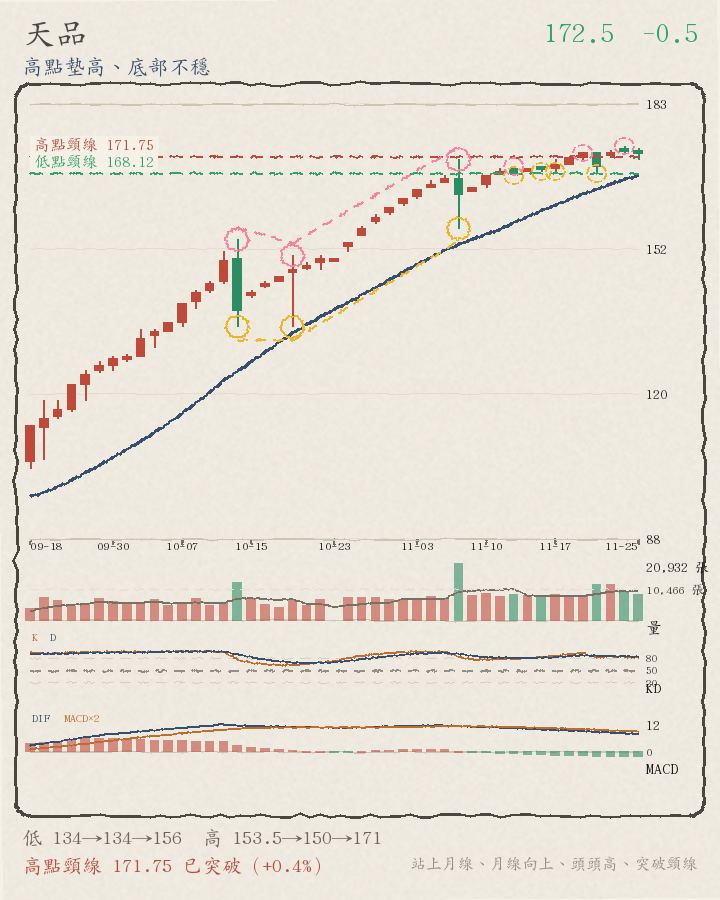 天品 172.5 -0.5
高點墊高、底部不穩
183
高點頸線 171.75
低點頸線 168.12
152
120
88
09-18 09-30 10-07 10-15 10-23 11-03 11-10 11-17 11-25
20,932 張
10,466 張
量
K D
80
50
20
KD
DIF MACD×2
12
0
MACD
低 134→134→156 高 153.5→150→171
高點頸線 171.75 已突破 (+0.4%) 站上月線、月線向上、頭頭高、突破頸線